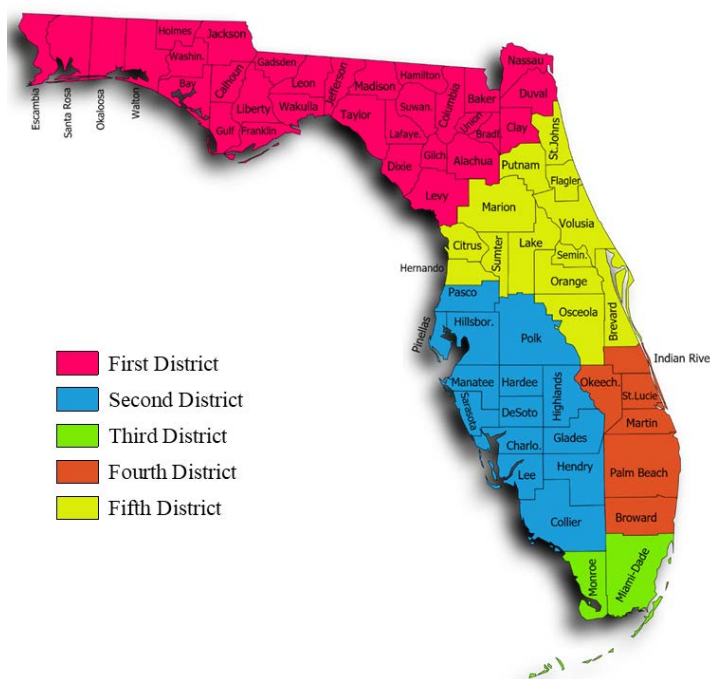 Holmes
Jackson
Washin.
Gadsden
Bay
Calhoun
Leon
Jefferson
Liberty
Wakulla
Gulf
Franklin
Escambia
Santa Rosa
Okaloosa
Walton
Madison
Hamilton
Taylor
Suwan.
Columbia
Lafaye.
Baker
Union
Bradf.
Nassau
Duval
Clay
Dixie
Gilch
Alachua
Levy
St.Johns
Putnam
Flagler
Marion
Volusia
Citrus
Sumter
Lake
Semin.
Hernando
Orange
Pasco
Osceola
Brevard
Pinellas
Hillsbor.
Polk
Indian Rive
Manatee
Hardee
Highlands
Okeech.
St.Lucie
Sarasota
DeSoto
Martin
Charlo.
Glades
Lee
Hendry
Palm Beach
Collier
Broward
Monroe
Miami-Dade
First District
Second District
Third District
Fourth District
Fifth District